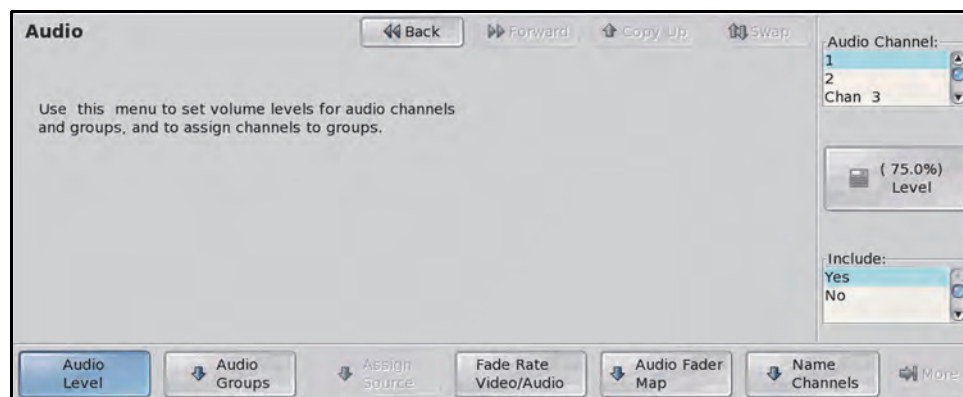 Audio
Back
Forward
Copy Up
Swap
Use this menu to set volume levels for audio channels
and groups, and to assign channels to groups.
Audio Channel:
1
2
Chan 3
( 75.0%)
Level
Include:
Yes
No
Audio
Level
Audio
Groups
Assign
Source
Fade Rate
Video/Audio
Audio Fader
Map
Name
Channels
More